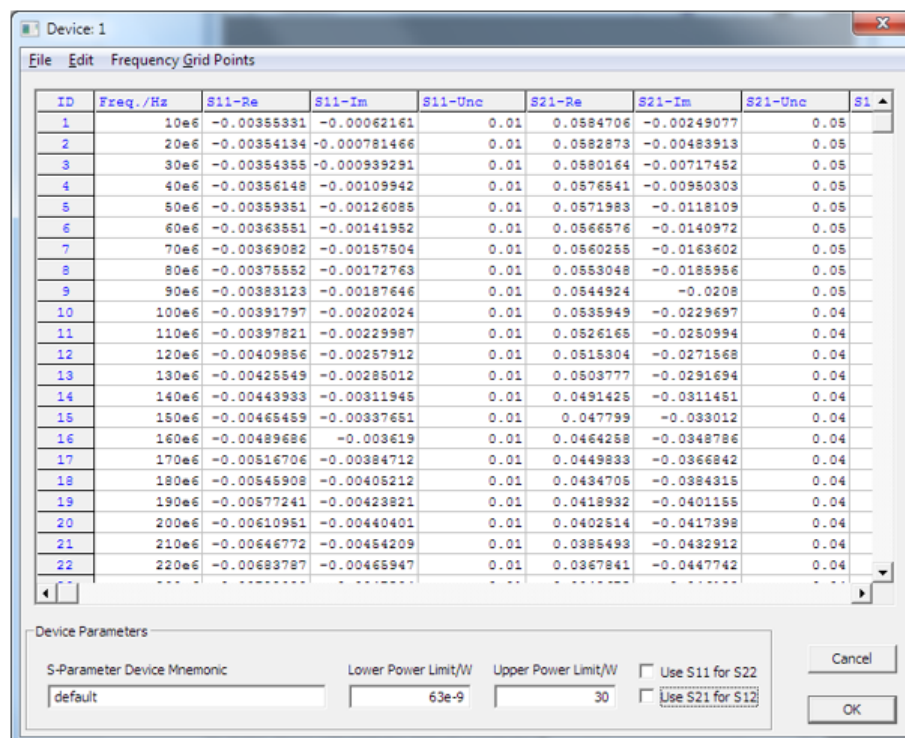 Device: 1
File Edit Frequency Grid Points
ID Freq./Hz S11-Re S11-Im S11-Unc S21-Re S21-Im S21-Unc S1
1 10e6 -0.00355331 -0.00062161 0.01 0.0584706 -0.00249077 0.05
2 20e6 -0.00354134 -0.000781466 0.01 0.0582873 -0.00483913 0.05
3 30e6 -0.00354355 -0.000939291 0.01 0.0580164 -0.00717452 0.05
4 40e6 -0.00356148 -0.00109942 0.01 0.0576541 -0.00950303 0.05
5 50e6 -0.00359351 -0.00126085 0.01 0.0571983 -0.0118109 0.05
6 60e6 -0.00363551 -0.00141952 0.01 0.0566576 -0.0140972 0.05
7 70e6 -0.00369082 -0.00157504 0.01 0.0560255 -0.0163602 0.05
8 80e6 -0.00375552 -0.00172763 0.01 0.0553048 -0.0185956 0.05
9 90e6 -0.00383123 -0.00187646 0.01 0.0544924 -0.0208 0.05
10 100e6 -0.00391797 -0.00202024 0.01 0.0535949 -0.0229697 0.04
11 110e6 -0.00397821 -0.00229987 0.01 0.0526165 -0.0250994 0.04
12 120e6 -0.00409856 -0.00257912 0.01 0.0515304 -0.0271568 0.04
13 130e6 -0.00425549 -0.00285012 0.01 0.0503777 -0.0291694 0.04
14 140e6 -0.00443933 -0.00311945 0.01 0.0491425 -0.0311451 0.04
15 150e6 -0.00465459 -0.00337651 0.01 0.047799 -0.033012 0.04
16 160e6 -0.00489686 -0.003619 0.01 0.0464258 -0.0348786 0.04
17 170e6 -0.00516706 -0.00384712 0.01 0.0449833 -0.0366842 0.04
18 180e6 -0.00545908 -0.00405212 0.01 0.0434705 -0.0384315 0.04
19 190e6 -0.00577241 -0.00423821 0.01 0.0418932 -0.0401155 0.04
20 200e6 -0.00610951 -0.00440401 0.01 0.0402514 -0.0417398 0.04
21 210e6 -0.00646772 -0.00454209 0.01 0.0385493 -0.0432912 0.04
22 220e6 -0.00683787 -0.00465947 0.01 0.0367841 -0.0447742 0.04
Device Parameters
S-Parameter Device Mnemonic Lower Power Limit/W Upper Power Limit/W Use S11 for S22 Cancel
default 63e-9 30 Use S21 for S12 OK